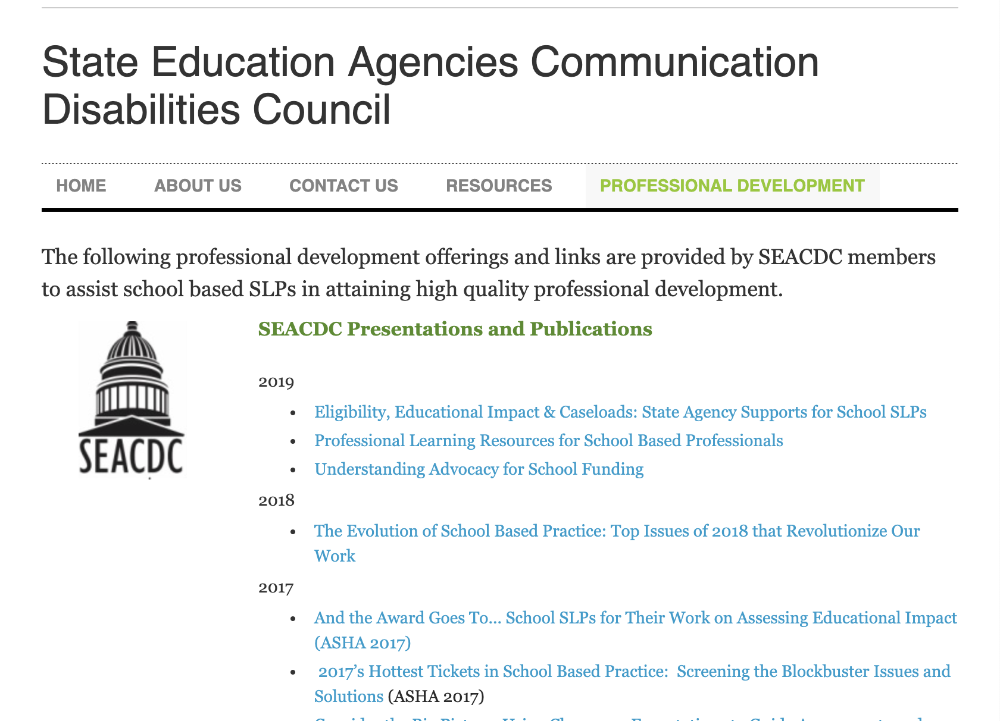 State Education Agencies Communication
Disabilities Council
HOME ABOUT US CONTACT US RESOURCES PROFESSIONAL DEVELOPMENT
The following professional development offerings and links are provided by SEACDC members
to assist school based SLPs in attaining high quality professional development.
SEACDC
SEACDC Presentations and Publications
2019
• Eligibility, Educational Impact & Caseloads: State Agency Supports for School SLPs
• Professional Learning Resources for School Based Professionals
• Understanding Advocacy for School Funding
2018
• The Evolution of School Based Practice: Top Issues of 2018 that Revolutionize Our
Work
2017
• And the Award Goes To... School SLPs for Their Work on Assessing Educational Impact
(ASHA 2017)
• 2017’s Hottest Tickets in School Based Practice:  Screening the Blockbuster Issues and
Solutions (ASHA 2017)